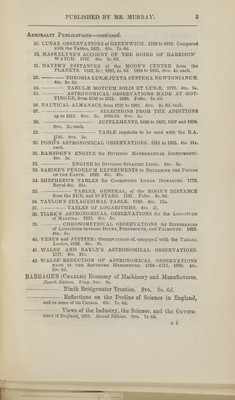 PUBLISHED BY MR. MURRAY. 3
ADMIRALTY PUBLICATIONS—continued.
20. LUNAR OBSERVATIONS at GREENWICH. 1783 to 1819. Compared
with the Tables, 1821. 4to. 7s. 6d.
22. MASKELYNE'S ACCOUNT OF THE GOING OF HARRISON'
WATCH. 1767. 4to. 2s. 6d.
21. MAYER'S DISTANCES of the MOON'S CENTRE from the
PLANETS. 1822, 3s.; 1823, 4s. 6d. 1824 to 1835, 8vo. 4s. each.
23. THEORIA LUNÆ JUXTA SYSTEMA NEWTONIANUM.
4to. 2s. 6d.
24. TABULÆ MOTUUM SOLIS ET LUNÆ. 1770. 4to. 5s.
25. ASTRONOMICAL OBSERVATIONS MADE AT GOT-
TINGEN, from 1756 to 1761. 1826. Folio. 7s. 6d.
26. NAUTICAL ALMANACS, from 1767 to 1861. 8vo. 2s. 6d. each.
27. SELECTIONS FROM THE ADDITIONS
up to 1812. 8vo. 5s. 1834-54. 8vo. 5s.
28. SUPPLEMENTS, 1828 to 1833, 1837 and 1838.
8vo. 2s. each.
29. TABLE requisite to be used with the N.A.
1781. 8vo. 5s.
30. POND'S ASTRONOMICAL OBSERVATIONS. 1811 to 1835. 4to. 21s.
each.
31. RAMSDEN'S ENGINE for DIVIDING MATHEMATICAL INSTRUMENTS.
4to. 5s.
32. ENGINE for DIVIDING STRAIGHT LINES. 4to. 5s.
33. SABINE'S PENDULUM EXPERIMENTS to DETERMINE THE FIGURE
OF THE EARTH. 1825. 4to. 40s.
34. SHEPHERD'S TABLES for CORRECTING LUNAR DISTANCES. 1772.
Royal 4to. 21s.
35. TABLES, GENERAL, of the MOON'S DISTANCE
from the SUN, and 10 STARS. 1787. Folio. 5s. 6d.
36. TAYLOR'S SEXAGESIMAL TABLE. 1780. 4to. 15s.
37. TABLES OF LOGARITHMS. 4to. 3l.
38. TIARK'S ASTRONOMICAL OBSERVATIONS for the LONGITUDE
of MADEIRA. 1822. 4to. 5s.
39. CHRONOMETRICAL OBSERVATIONS for DIFFERENCES
of LONGITUDE between DOVER, PORTSMOUTH, and FALMOUTH. 1823.
4to. 5s.
40. VENUS and JUPITER: OBSERVATIONS of, compared with the TABLES.
London, 1822. 4to. 2s.
41. WALES' AND BAYLY'S ASTRONOMICAL OBSERVATIONS.
1777. 4to. 21s.
42. WALES' REDUCTION OF ASTRONOMICAL OBSERVATIONS
MADE IN THE SOUTHERN HEMISPHERE. 1764—1771. 1788. 4to.
10s. 6d.
BABBAGE'S (CHARLES) Economy of Machinery and Manufactures.
Fourth Edition. Fcap. 8vo. 6s.
Ninth Bridgewater Treatise. 8vo. 9s. 6d.
Reflections on the Decline of Science in England,
and on some of its Causes. 4to. 7s. 6d.
Views of the Industry, the Science, and the Govern-
ment of England, 1851. Second Edition. 8vo. 7s. 6d.